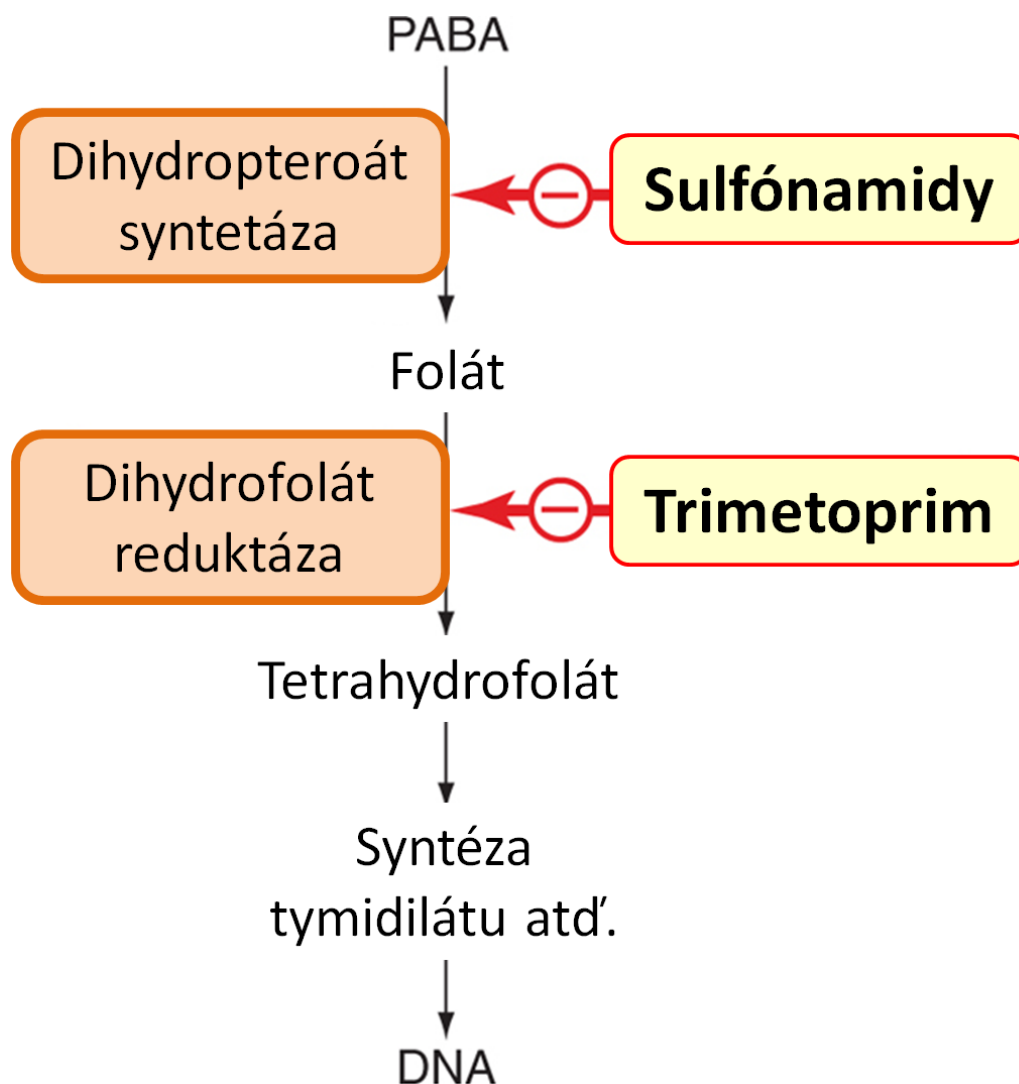 PABA
Dihydropteroát
syntetáza
Sulfónamidy
Folát
Dihydrofolát
reduktáza
Trimetoprim
Tetrahydrofolát
Syntéza
tymidilátu atď.
DNA